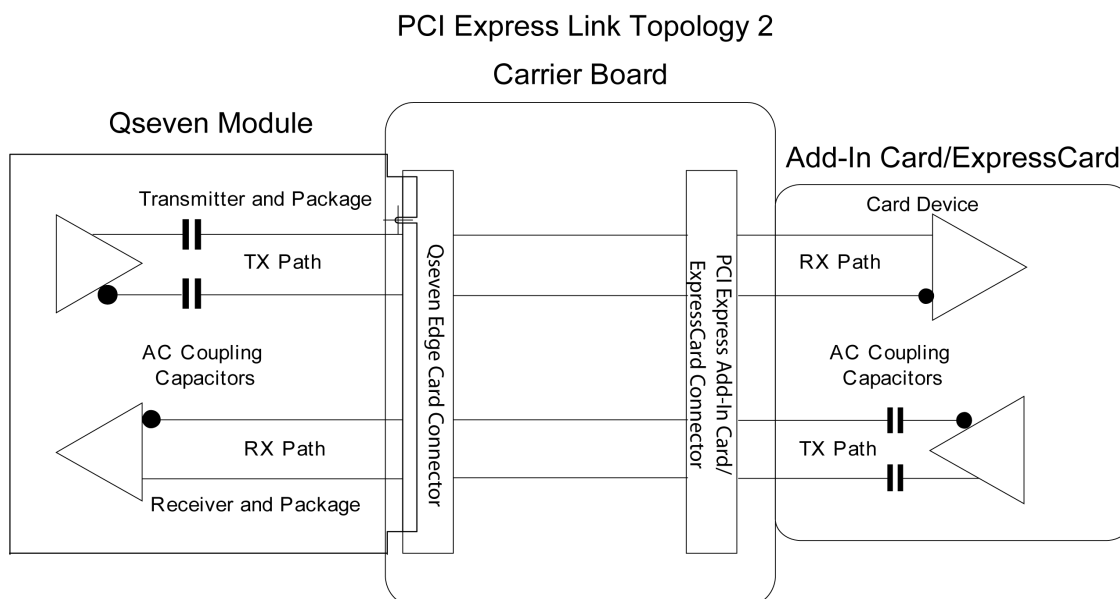 PCI Express Link Topology 2
Carrier Board
Qseven Module
Add-In Card/ExpressCard
Transmitter and Package
Card Device
TX Path
RX Path
Qseven Edge Card Connector
PCI Express Add-In Card/
ExpressCard Connector
AC Coupling
Capacitors
AC Coupling
Capacitors
RX Path
TX Path
Receiver and Package